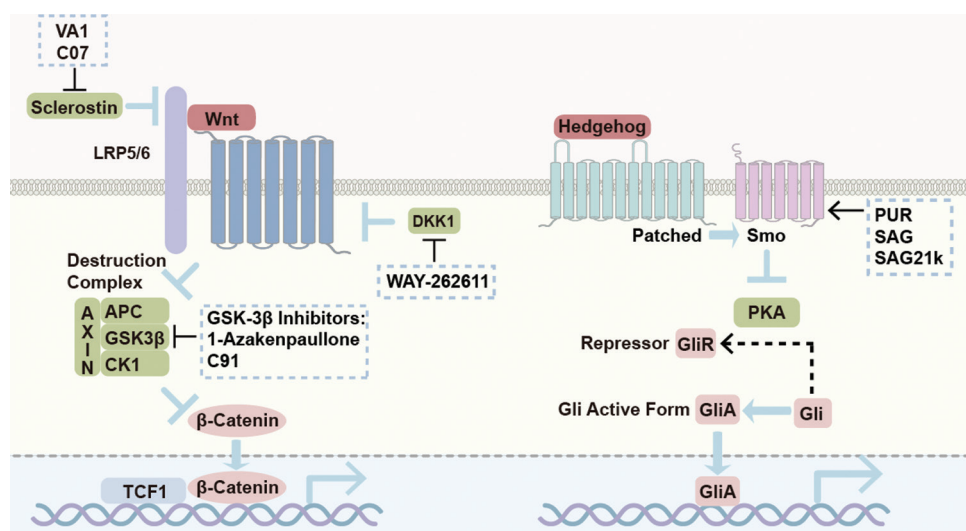 VA1
C07
Sclerostin
Wnt
LRP5/6
DKK1
WAY-262611
Destruction
Complex
AXIN
APC
GSK3β
CK1
GSK-3β Inhibitors:
1-Azakenpaullone
C91
β-Catenin
TCF1
β-Catenin
Hedgehog
Patched
Smo
PUR
SAG
SAG21k
PKA
Repressor GliR
Gli Active Form GliA
Gli
GliA